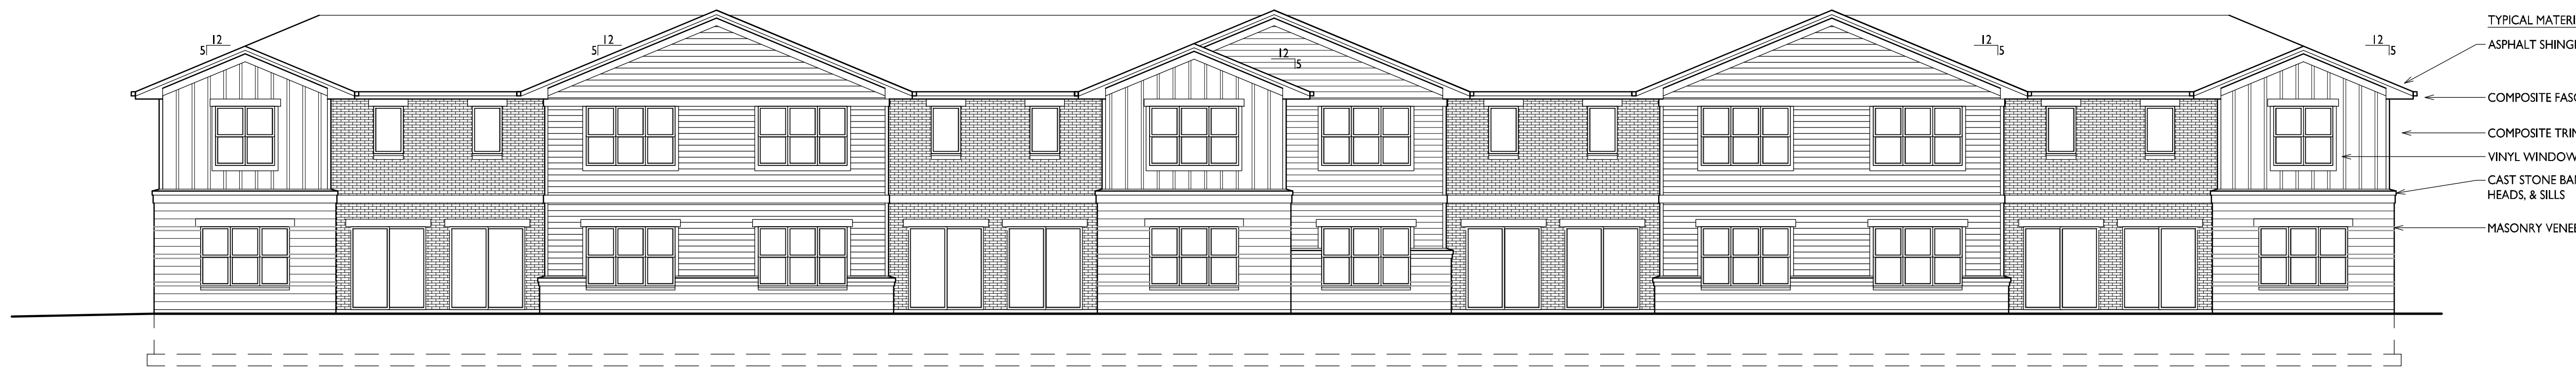 12
5
12
5
12
5
12
5
12
5
TYPICAL MATERI
ASPHALT SHING
COMPOSITE FAS
COMPOSITE TRI
VINYL WINDOW
CAST STONE BA
HEADS, & SILLS
MASONRY VENE